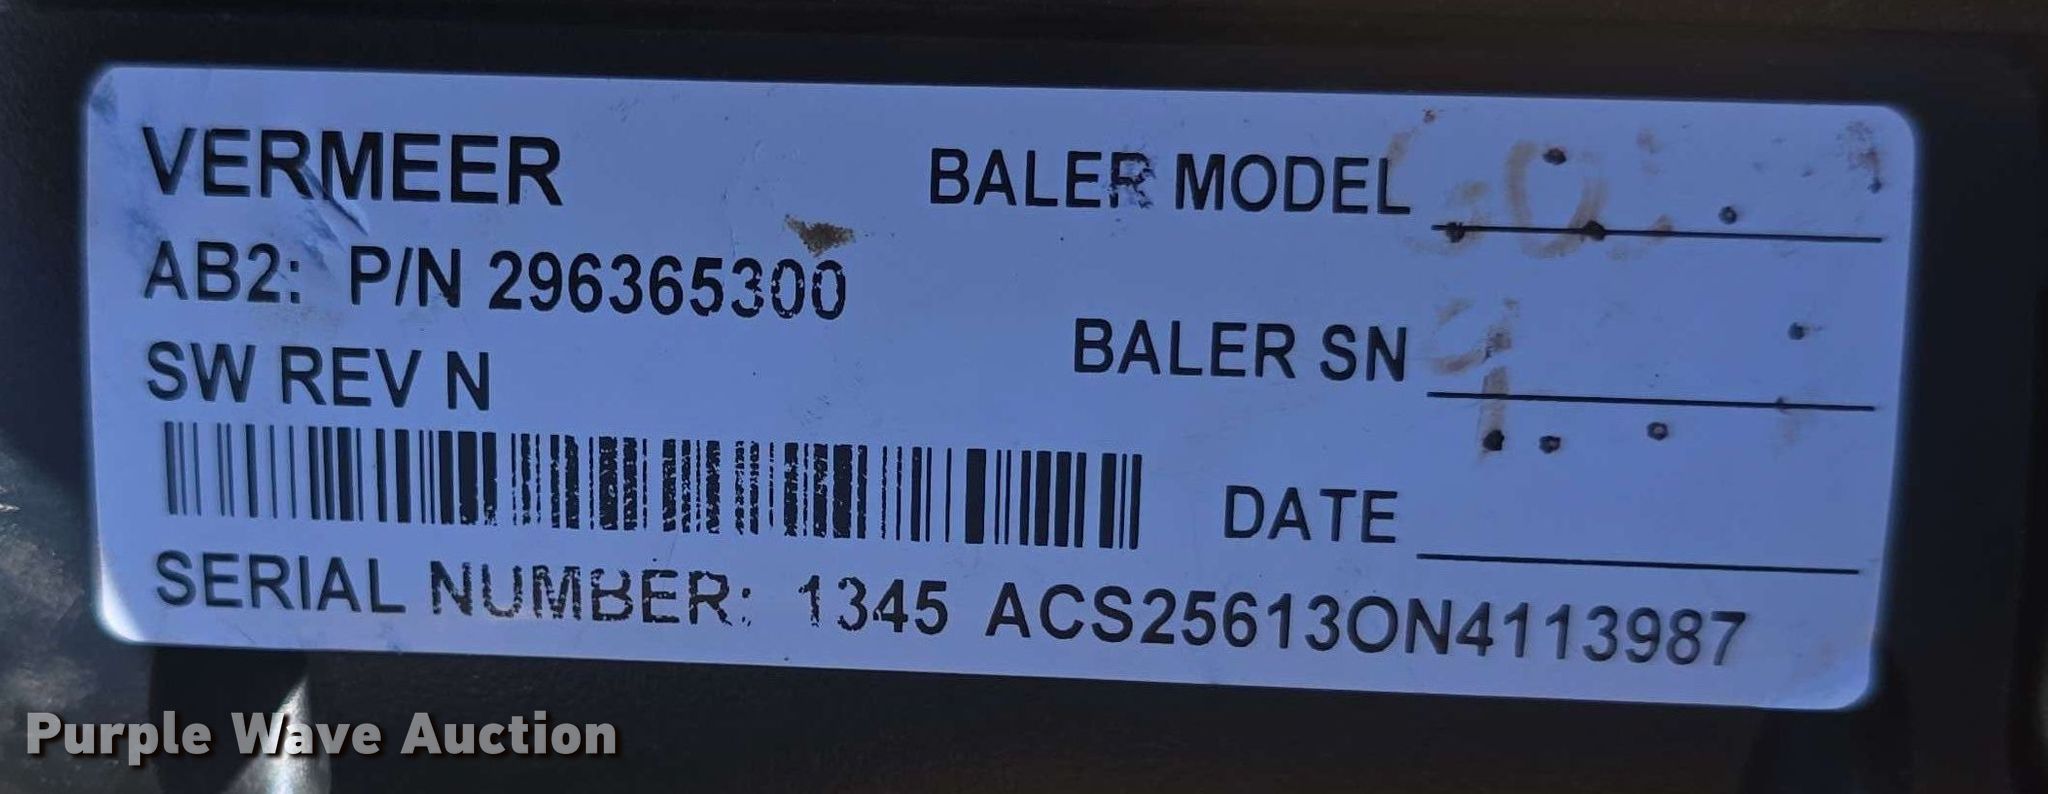 VERMEER
AB2: P/N 296365300
SW REV N
SERIAL NUMBER: 1345 ACS25613ON4113987
BALER MODEL
BALER SN
DATE
Purple Wave Auction